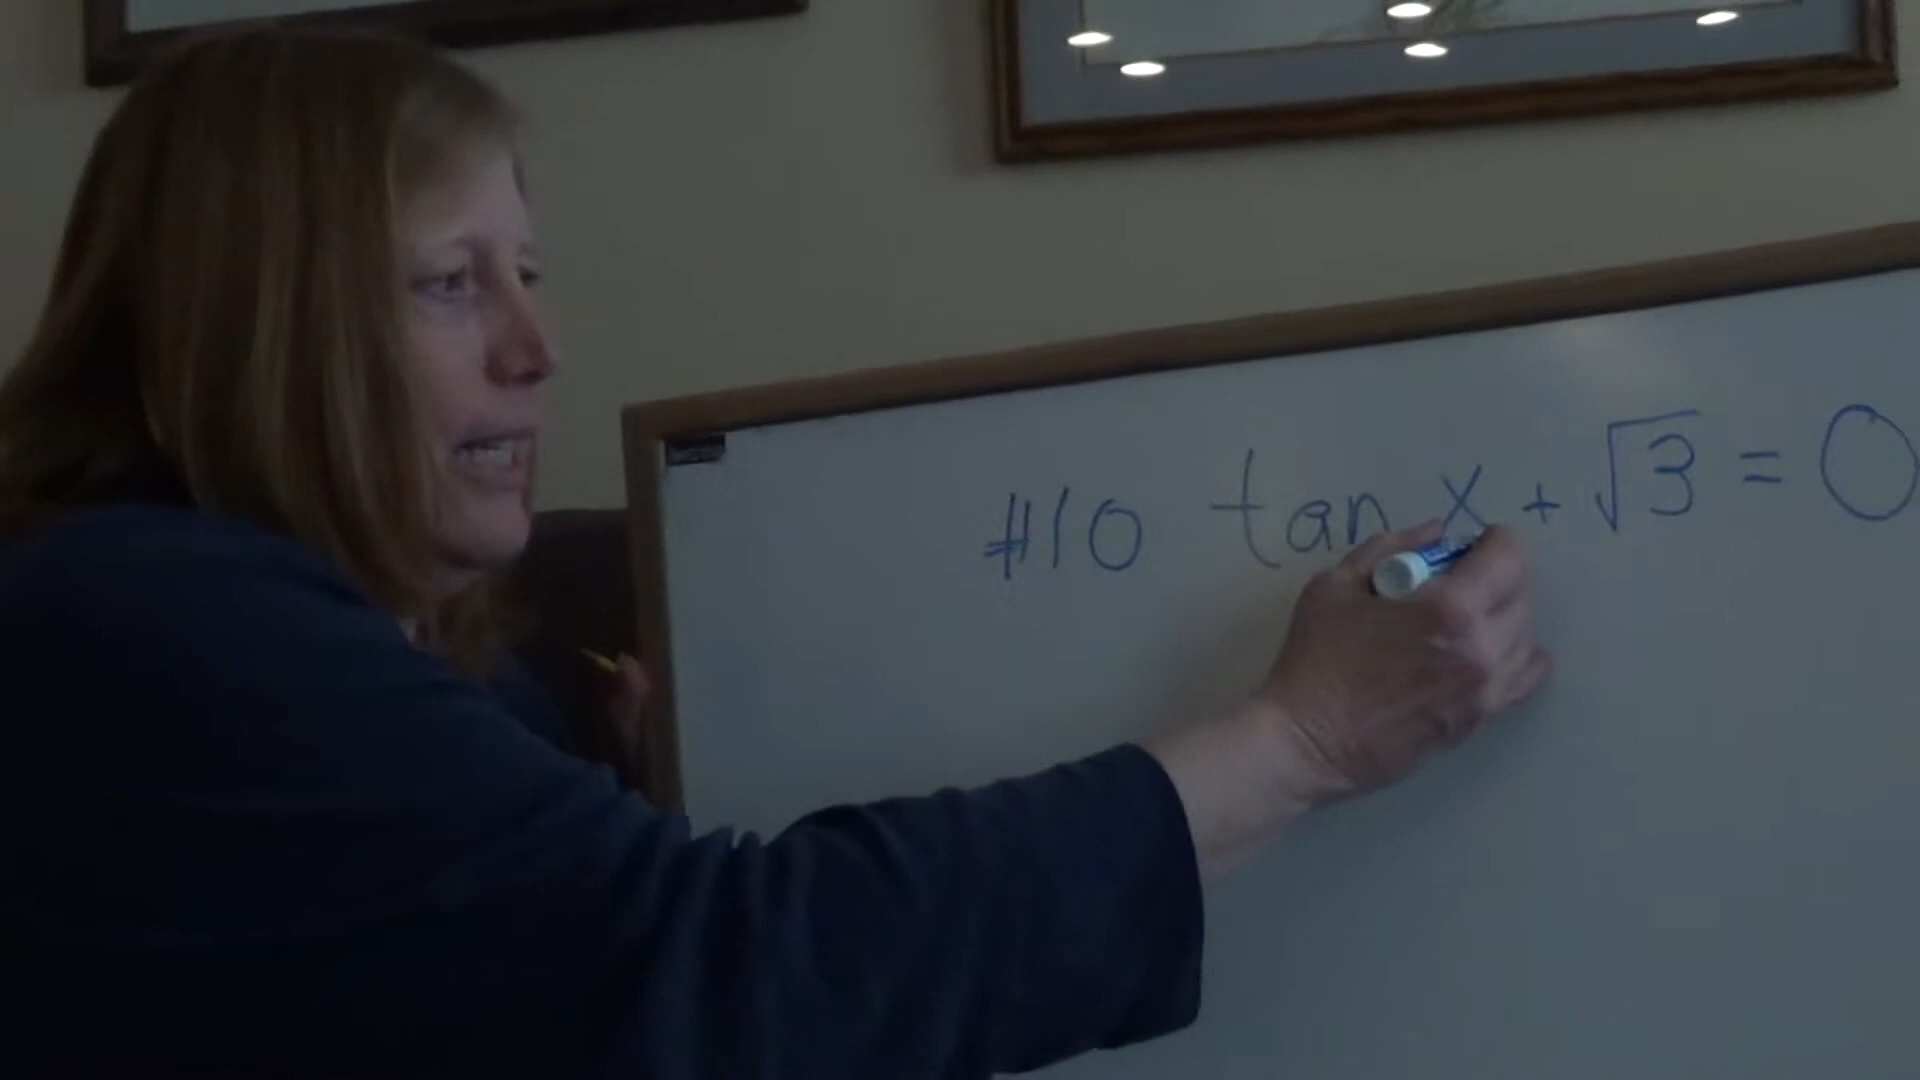 #10 tan x + √3 = 0